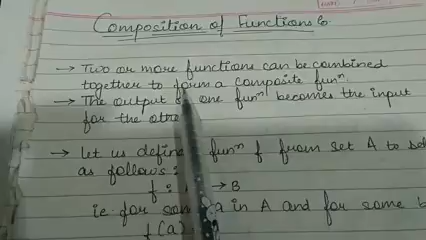 Composition of Functions
→ Two or more functions can be combined
together to form a composite funⁿ.
→ The output of one funⁿ becomes the input
for the
→ let us define funⁿ f from set A to
as follows:
f : → B
ie for a in A and for some
f(a)